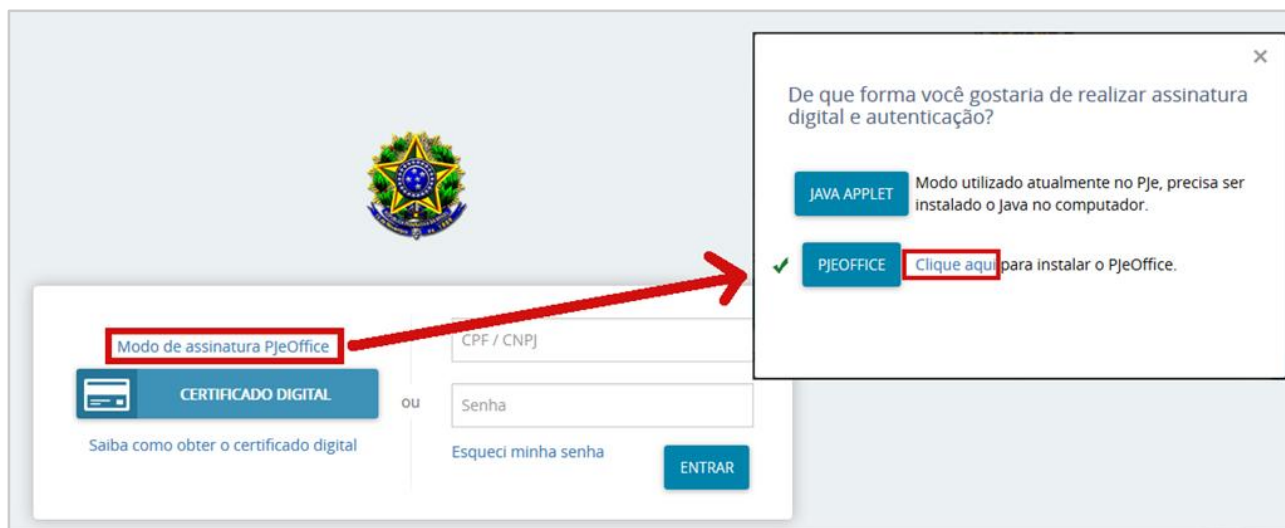 De que forma você gostaria de realizar assinatura
digital e autenticação?
JAVA APPLET
Modo utilizado atualmente no PJe, precisa ser
instalado o Java no computador.
PJEOFFICE
Clique aqui para instalar o PJeOffice.
Modo de assinatura PJeOffice
CERTIFICADO DIGITAL
Saiba como obter o certificado digital
ou
CPF / CNPJ
Senha
Esqueci minha senha
ENTRAR